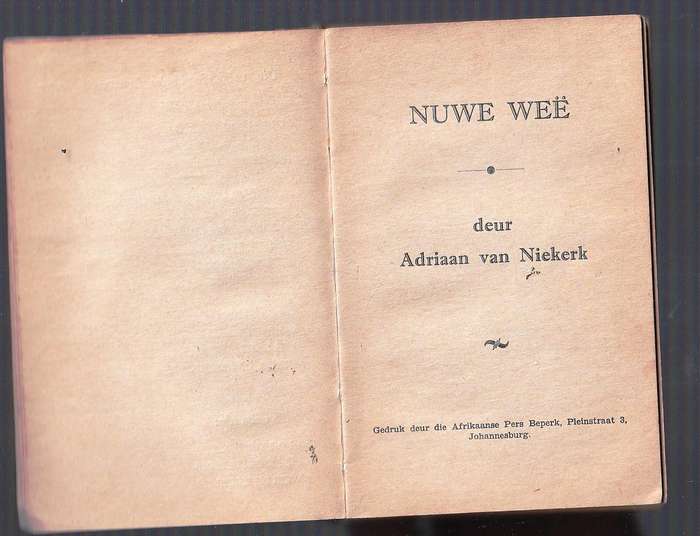 NUWE WEË
deur
Adriaan van Niekerk
Gedruk deur die Afrikaanse Pers Beperk, Pleinstraat 3,
Johannesburg.